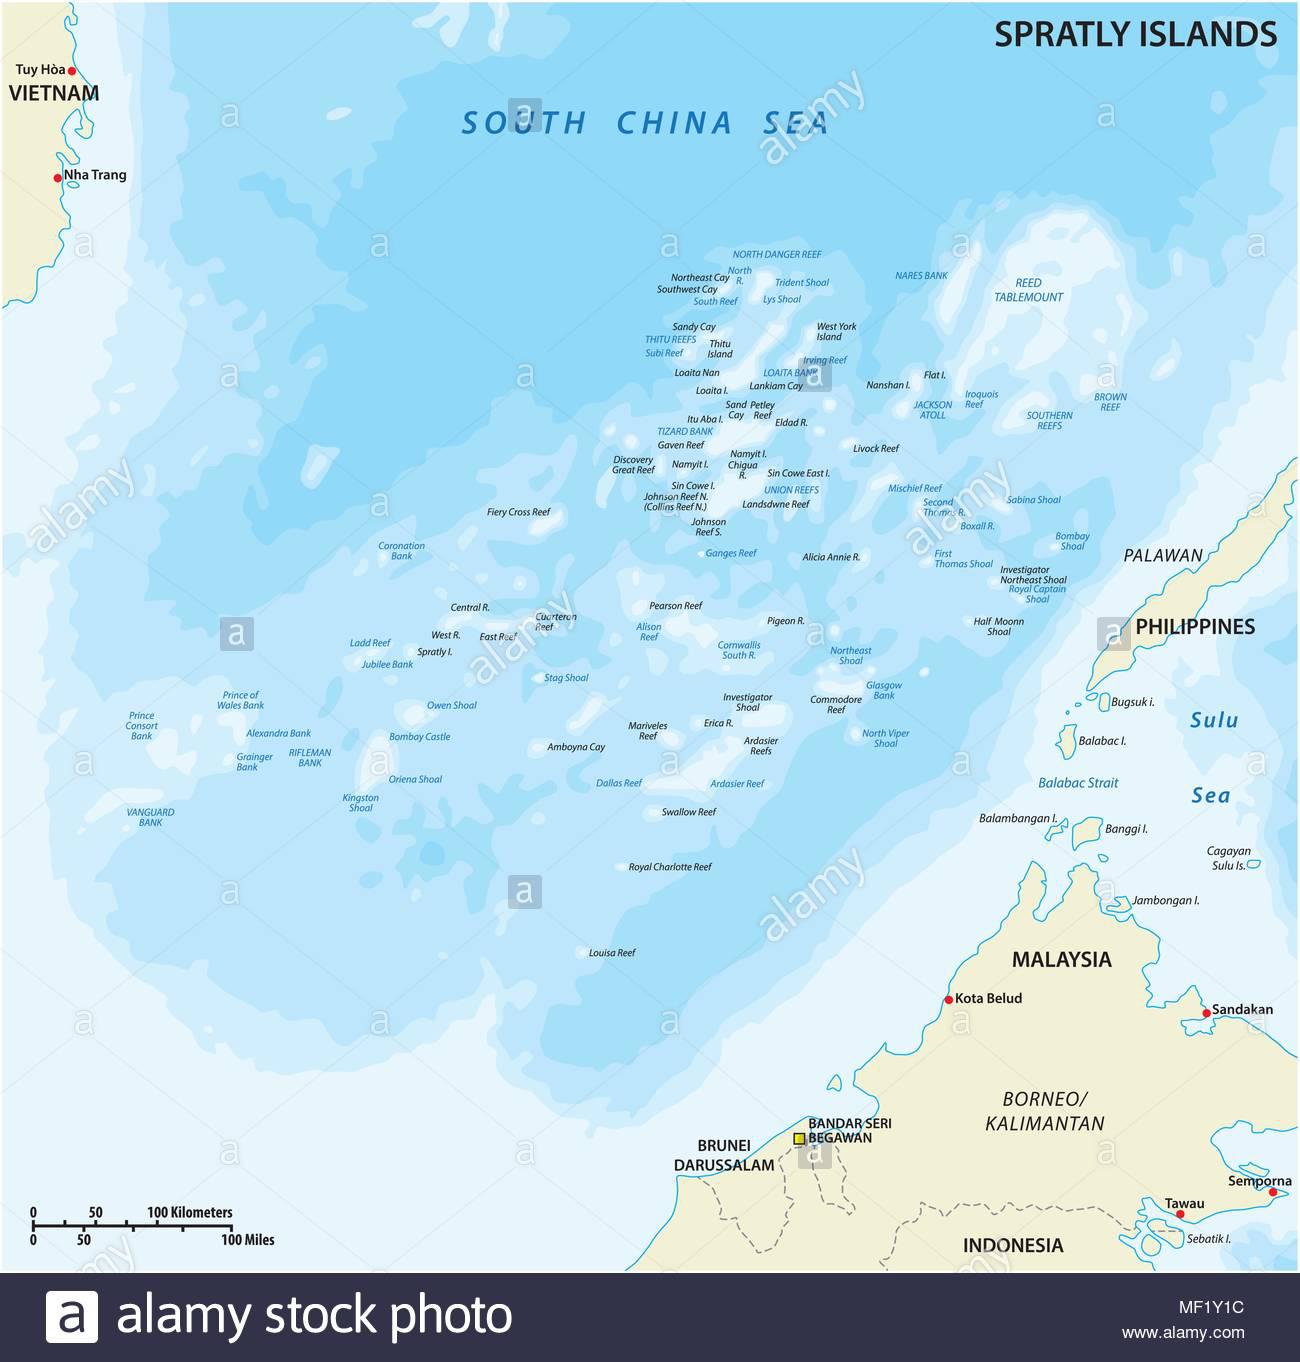 SPRATLY ISLANDS
Tuy Hòa
VIETNAM
SOUTH CHINA SEA
Nha Trang
NORTH DANGER REEF
North
R.
Northeast Cay
Southwest Cay
South Reef
Trident Shoal
Lys Shoal
NARES BANK
REED
TABLEMOUNT
Sandy Cay
THITU REEFS
Subi Reef
Thitu
Island
West York
Island
Irving Reef
Loaita Nan
LOAITA BANK
Loaita I.
Lankiam Cay
Nanshan I.
Flat I.
JACKSON
ATOLL
Iroquois
Reef
SOUTHERN
REEFS
BROWN
REEF
Sand
Cay
Petley
Reef
Itu Aba I.
Eldad R.
TIZARD BANK
Gaven Reef
Discovery
Great Reef
Namyit I.
Namyit I.
Chigua
R.
Livock Reef
Sin Cowe East I.
Sin Cowe I.
UNION REEFS
Johnson Reef N.
(Collins Reef N.)
Landsdwne Reef
Johnson
Reef S.
Mischief Reef
Second
Thomas R.
Sabina Shoal
Boxall R.
Bombay
Shoal
Fiery Cross Reef
Coronation
Bank
Ganges Reef
Alicia Annie R.
First
Thomas Shoal
Investigator
Northeast Shoal
Royal Captain
Shoal
PALAWAN
PHILIPPINES
Central R.
Cuarteron
Reef
Pearson Reef
Pigeon R.
Half Moonn
Shoal
West R.
East Reef
Alison
Reef
Ladd Reef
Spratly I.
Jubilee Bank
Cornwallis
South R.
Northeast
Shoal
Stag Shoal
Glasgow
Bank
Prince of
Wales Bank
Owen Shoal
Investigator
Shoal
Commodore
Reef
Bugsuk i.
Prince
Consort
Bank
Alexandra Bank
Bombay Castle
Mariveles
Reef
Erica R.
North Viper
Shoal
Sulu
Sea
Grainger
Bank
RIFLEMAN
BANK
Amboyna Cay
Ardasier
Reefs
Balabac I.
Oriena Shoal
Dallas Reef
Ardasier Reef
Balabac Strait
Kingston
Shoal
VANGUARD
BANK
Swallow Reef
Balambangan I.
Banggi I.
Royal Charlotte Reef
Cagayan
Sulu Is.
Jambongan I.
Louisa Reef
MALAYSIA
Kota Belud
Sandakan
BORNEO/
KALIMANTAN
BANDAR SERI
BEGAWAN
BRUNEI
DARUSSALAM
Semporna
Tawau
Sebatik I.
INDONESIA
0 50 100 Kilometers
0 50 100 Miles
a alamy stock photo
MF1Y1C
www.alamy.com
alamy
alamy
alamy
alamy
alamy